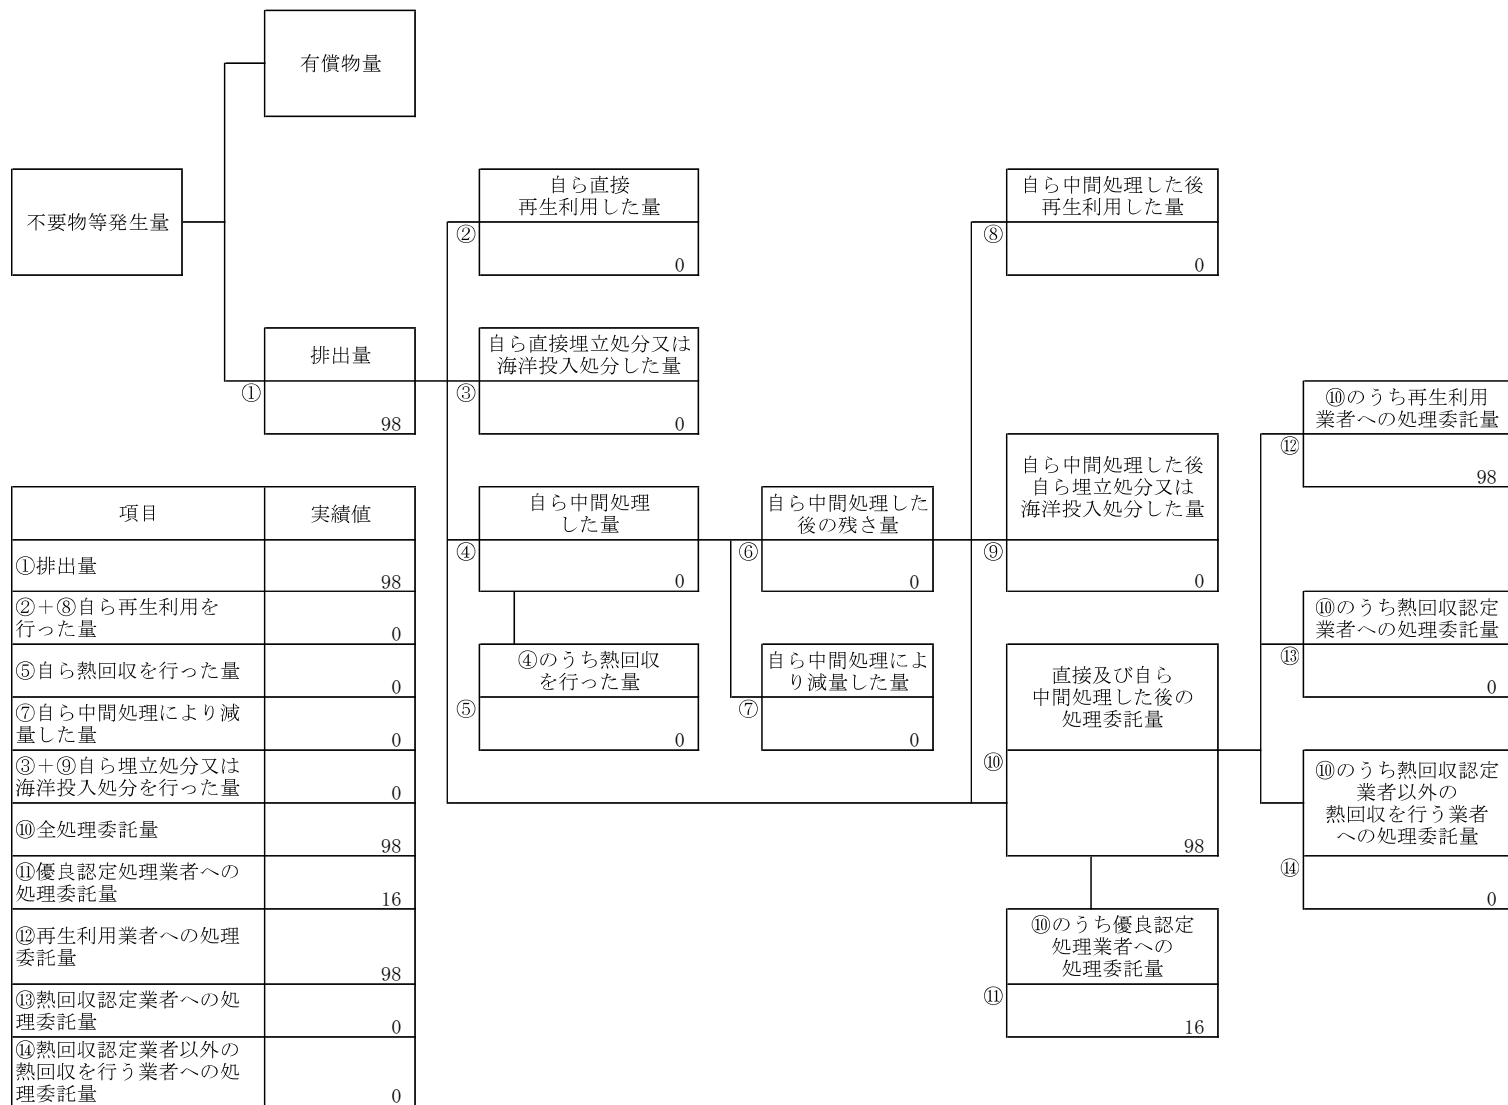 有償物量
不要物等発生量
自ら直接
再生利用した量
②
0
自ら中間処理した後
再生利用した量
⑧
0
排出量
①
98
自ら直接埋立処分又は
海洋投入処分した量
③
0
⑩のうち再生利用
業者への処理委託量
⑫
98
自ら中間処理
した量
④
0
自ら中間処理した
後の残さ量
⑥
0
自ら中間処理した後
自ら埋立処分又は
海洋投入処分した量
⑨
0
⑩のうち熱回収認定
業者への処理委託量
⑬
0
④のうち熱回収
を行った量
⑤
0
自ら中間処理によ
り減量した量
⑦
0
直接及び自ら
中間処理した後の
処理委託量
⑩
98
⑩のうち熱回収認定
業者以外の
熱回収を行う業者
への処理委託量
⑭
0
⑩のうち優良認定
処理業者への
処理委託量
⑪
16
項目
実績値
①排出量
98
②+⑧自ら再生利用を
行った量
0
⑤自ら熱回収を行った量
0
⑦自ら中間処理により減
量した量
0
③+⑨自ら埋立処分又は
海洋投入処分を行った量
0
⑩全処理委託量
98
⑪優良認定処理業者への
処理委託量
16
⑫再生利用業者への処理
委託量
98
⑬熱回収認定業者への処
理委託量
0
⑭熱回収認定業者以外の
熱回収を行う業者への処
理委託量
0